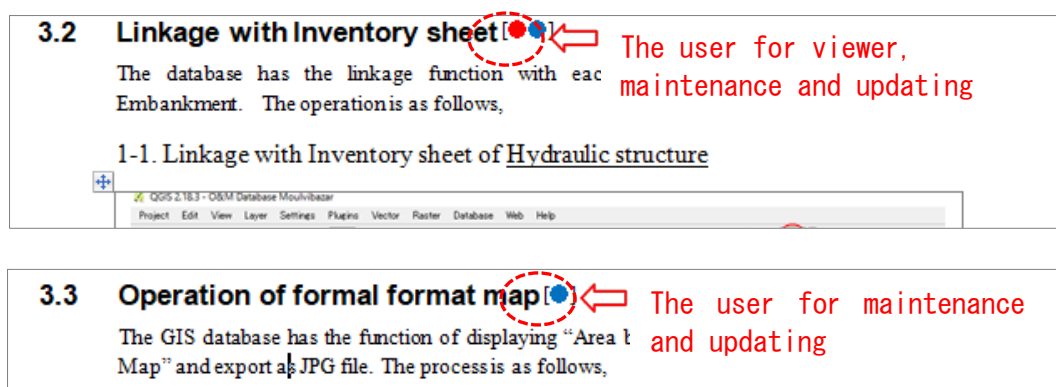 3.2 Linkage with Inventory sheet[●●]
The user for viewer,
maintenance and updating
The database has the linkage function with eac
Embankment. The operation is as follows,
1-1. Linkage with Inventory sheet of Hydraulic structure
QGIS 2.18.3 - O&M Database Moulvibazar
Project Edit View Layer Settings Plugins Vector Raster Database Web Help
3.3 Operation of formal format map[●]
The user for maintenance
and updating
The GIS database has the function of displaying “Area b
Map” and export as JPG file. The process is as follows,